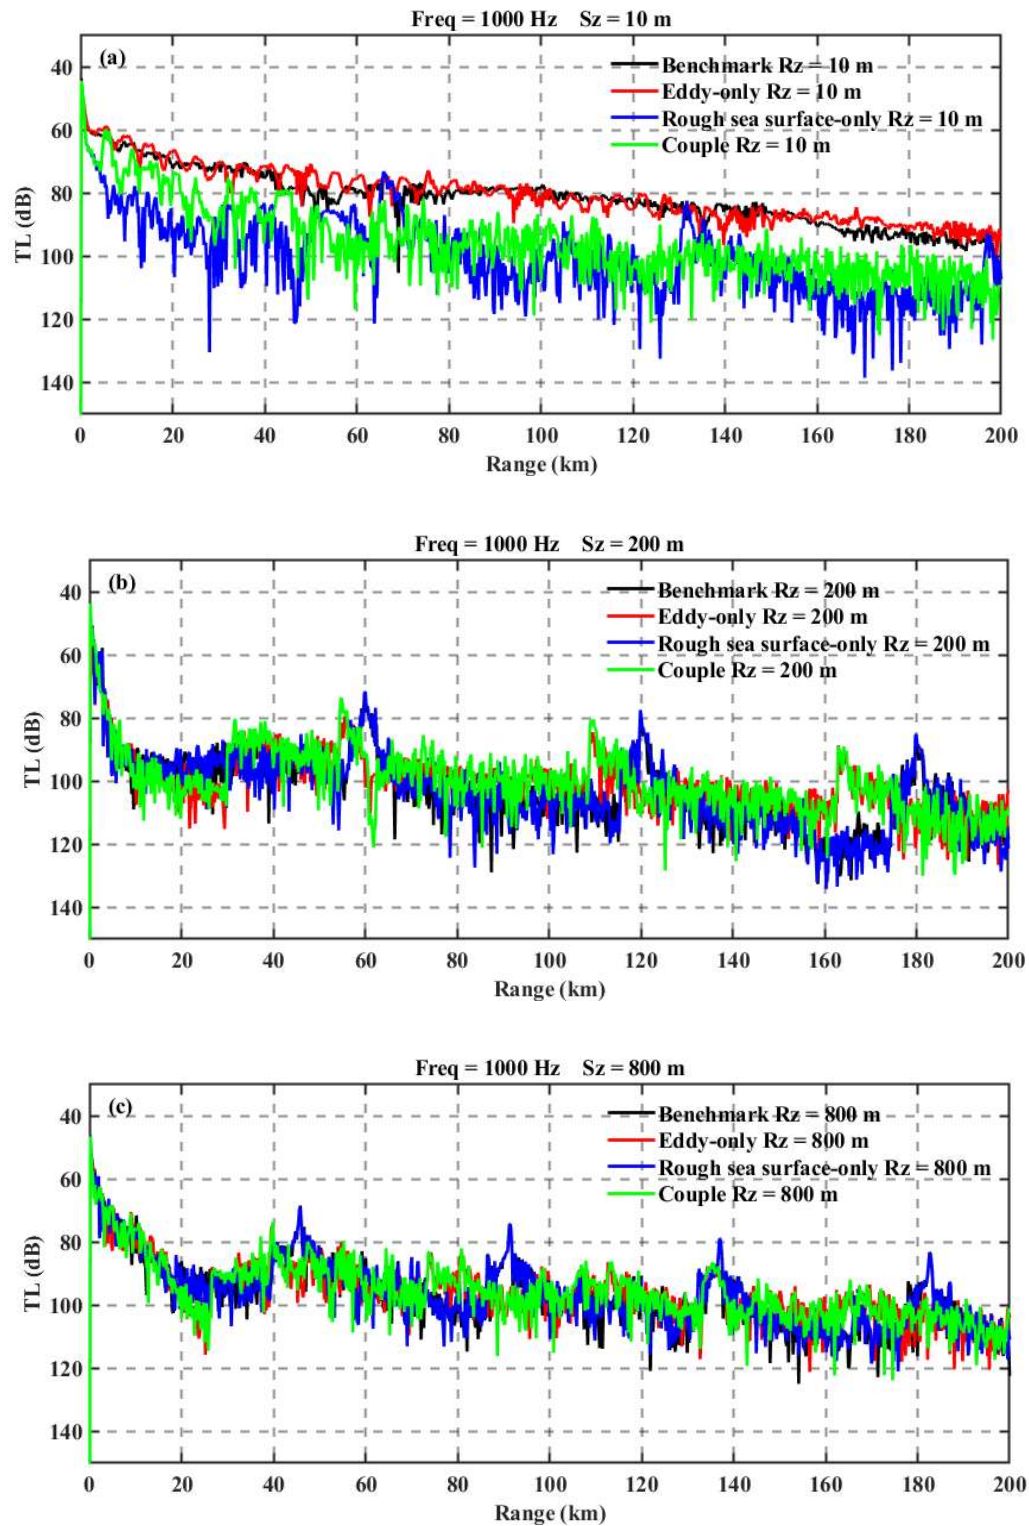 Freq = 1000 Hz Sz = 10 m
(a)
Benchmark Rz = 10 m
Eddy-only Rz = 10 m
Rough sea surface-only Rz = 10 m
Couple Rz = 10 m
40
60
80
100
120
140
TL (dB)
0 20 40 60 80 100 120 140 160 180 200
Range (km)
Freq = 1000 Hz Sz = 200 m
(b)
Benchmark Rz = 200 m
Eddy-only Rz = 200 m
Rough sea surface-only Rz = 200 m
Couple Rz = 200 m
40
60
80
100
120
140
TL (dB)
0 20 40 60 80 100 120 140 160 180 200
Range (km)
Freq = 1000 Hz Sz = 800 m
(c)
Benchmark Rz = 800 m
Eddy-only Rz = 800 m
Rough sea surface-only Rz = 800 m
Couple Rz = 800 m
40
60
80
100
120
140
TL (dB)
0 20 40 60 80 100 120 140 160 180 200
Range (km)